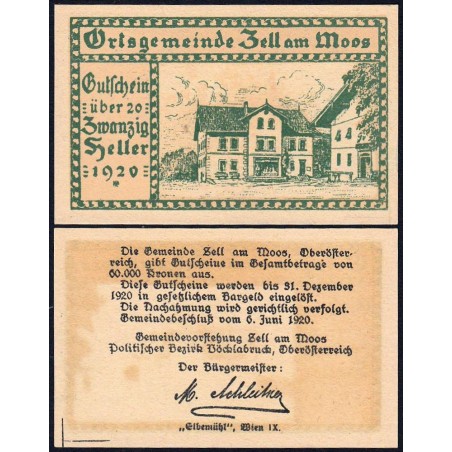 Ortsgemeinde Zell am Moos
Gutschein
über 20
Zwanzig
Heller
1920
Die Gemeinde Zell am Moos, Oberöster-
reich, gibt Gutscheine im Gesamtbetrage von
60.000 Kronen aus.
Diese Gutscheine werden bis 31. Dezember
1920 in gesetzlichem Bargeld eingelöst.
Die Nachahmung wird gerichtlich verfolgt.
Gemeindebeschluß vom 6. Juni 1920.
Gemeindevorstehung Zell am Moos
Politischer Bezirk Vöcklabruck, Oberösterreich
Der Bürgermeister:
M. Schleitner
„Elbemühl", Wien IX.